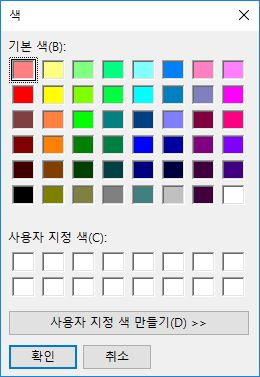 색
기본 색(B):
사용자 지정 색(C):
사용자 지정 색 만들기(D) >>
확인
취소